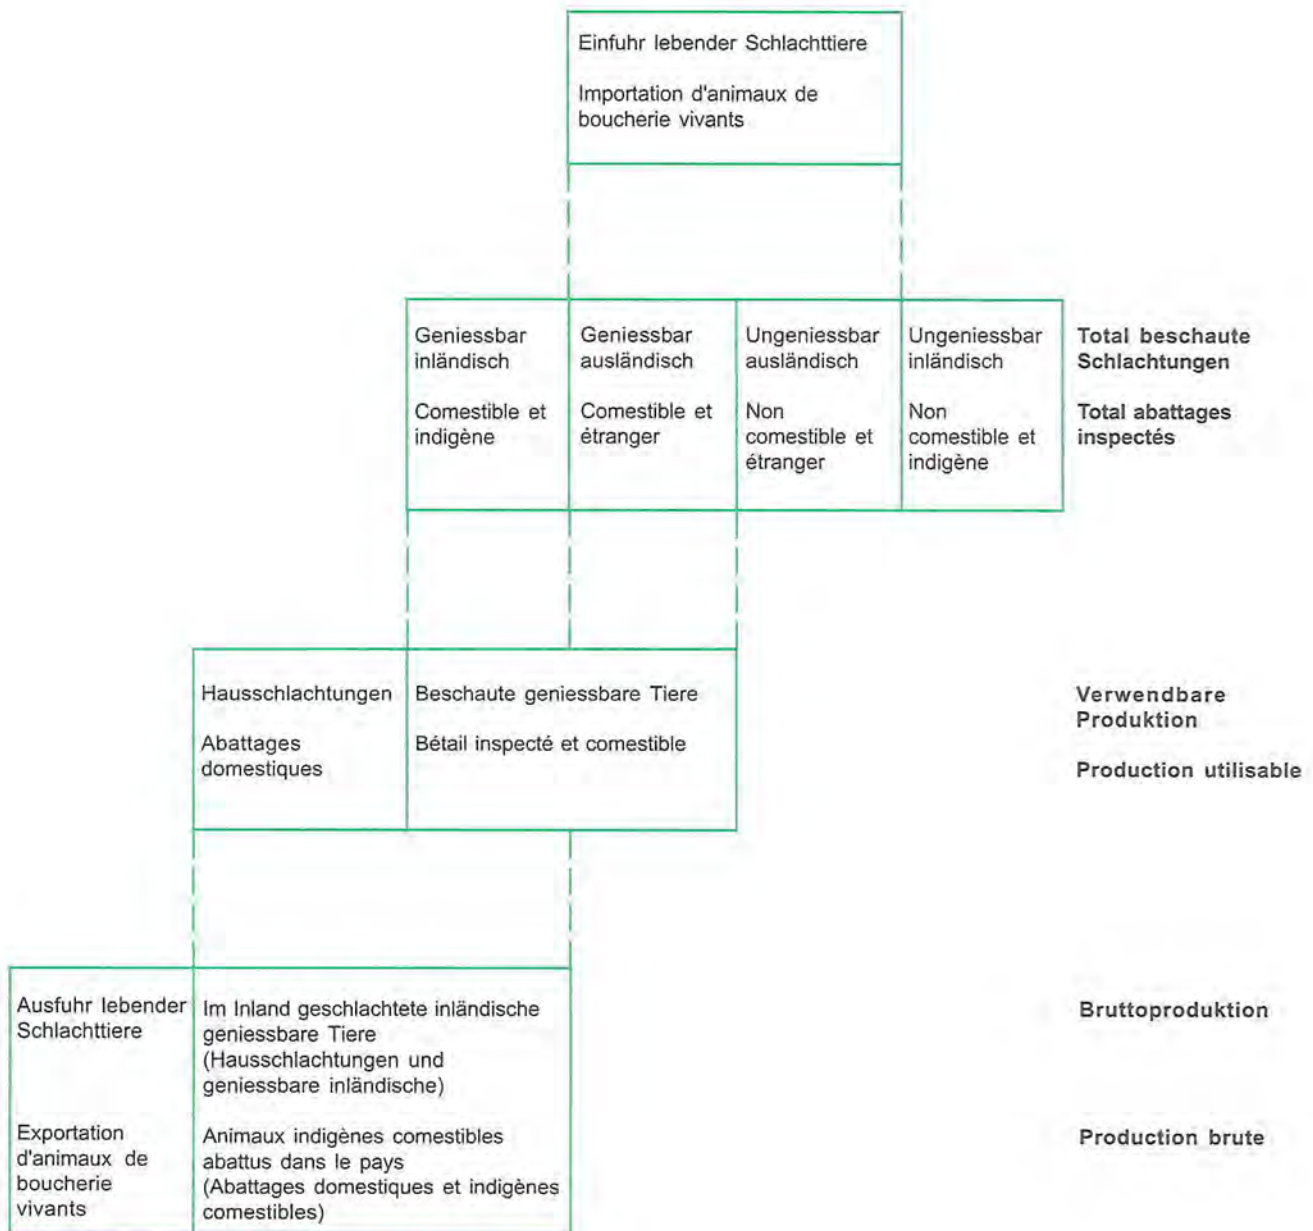 Einfuhr lebender Schlachttiere
Importation d'animaux de
boucherie vivants
Geniessbar
inländisch
Comestible et
indigène
Geniessbar
ausländisch
Comestible et
étranger
Ungeniessbar
ausländisch
Non
comestible et
étranger
Ungeniessbar
inländisch
Non
comestible et
indigène
Total beschaute
Schlachtungen
Total abattages
inspectés
Hausschlachtungen
Abattages
domestiques
Beschaute geniessbare Tiere
Bétail inspecté et comestible
Verwendbare
Produktion
Production utilisable
Ausfuhr lebender
Schlachttiere
Exportation
d'animaux de
boucherie
vivants
Im Inland geschlachtete inländische
geniessbare Tiere
(Hausschlachtungen und
geniessbare inländische)
Animaux indigènes comestibles
abattus dans le pays
(Abattages domestiques et indigènes
comestibles)
Bruttoproduktion
Production brute